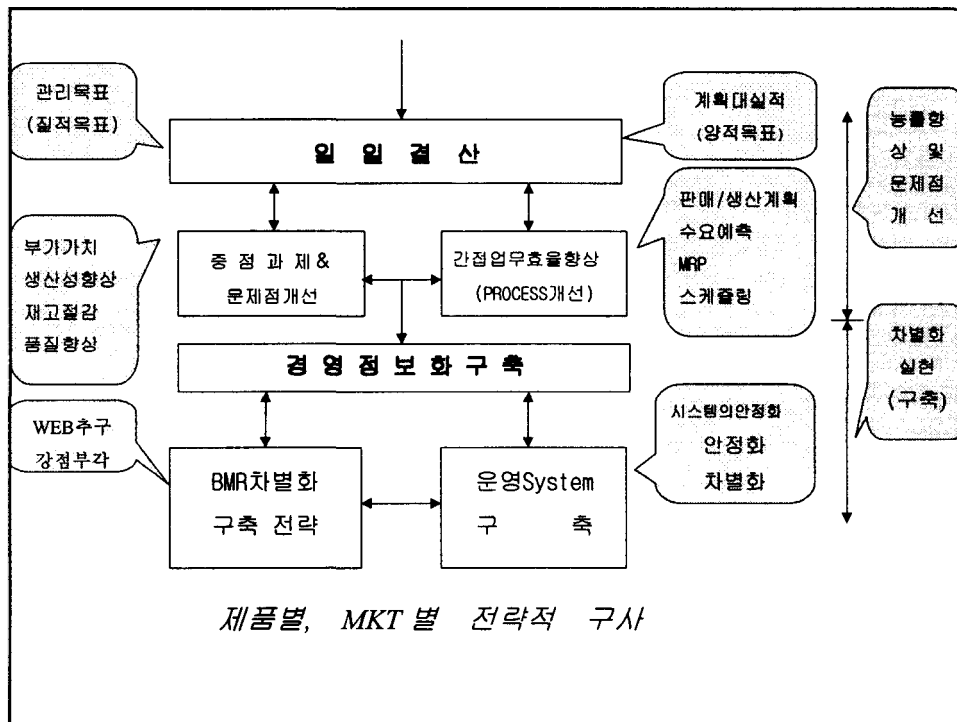 관리목표
(질적목표)
계획대실적
(양적목표)
일 일 결 산
능률향
상 및
문제점
개 선
판매/생산계획
수요예측
MRP
스케쥴링
부가가치
생산성향상
재고절감
품질향상
중 점 과 제 &
문제점개선
간접업무효율향상
(PROCESS개선)
경 영 정 보 화 구 축
차별화
실현
(구축)
WEB추구
강점부각
시스템의안정화
안정화
차별화
BMR차별화
구축 전략
운영System
구 축
제품별, MKT 별 전략적 구사